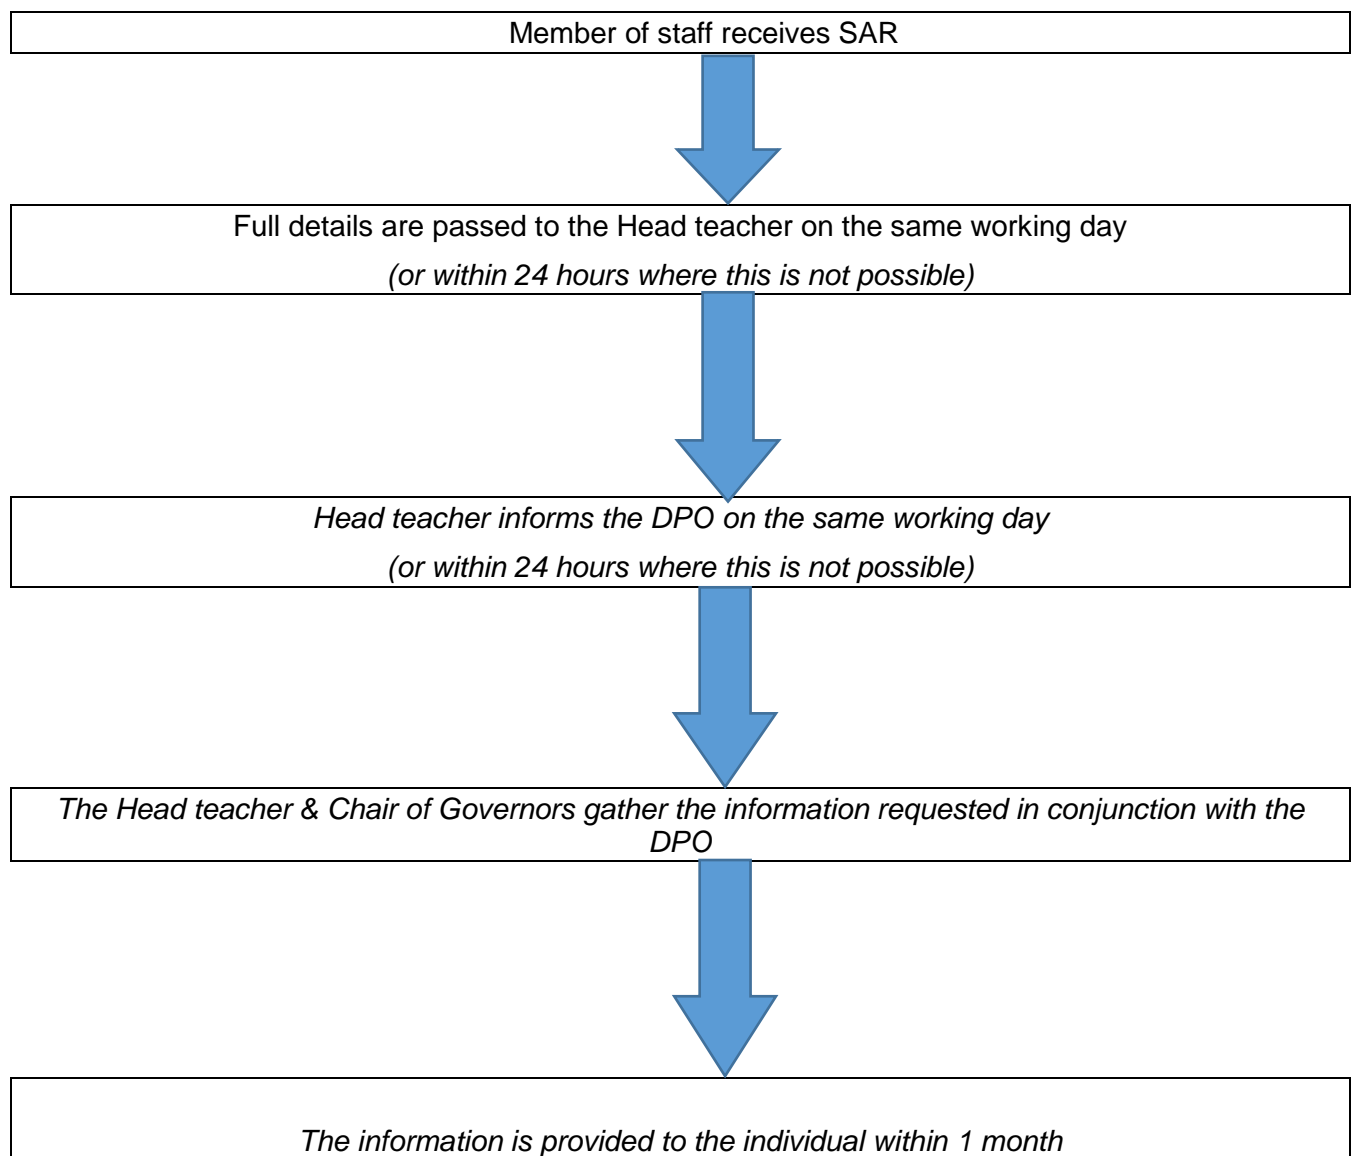 Member of staff receives SAR
Full details are passed to the Head teacher on the same working day
(or within 24 hours where this is not possible)
Head teacher informs the DPO on the same working day
(or within 24 hours where this is not possible)
The Head teacher & Chair of Governors gather the information requested in conjunction with the
DPO
The information is provided to the individual within 1 month